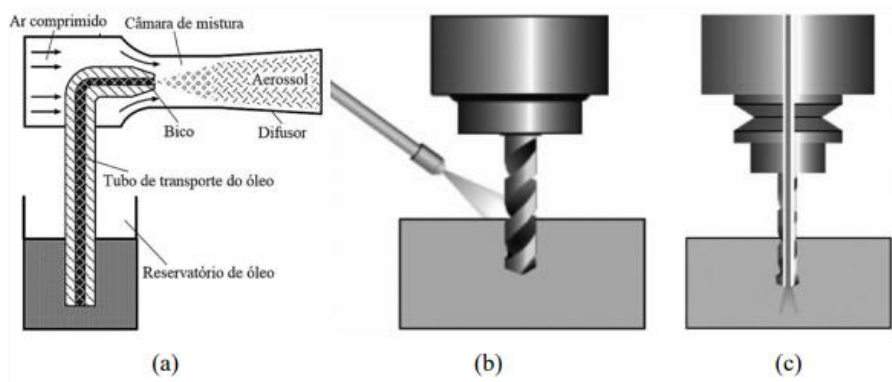 Ar comprimido
Câmara de mistura
Aerossol
Bico
Difusor
Tubo de transporte do óleo
Reservatório de óleo
(a)
(b)
(c)